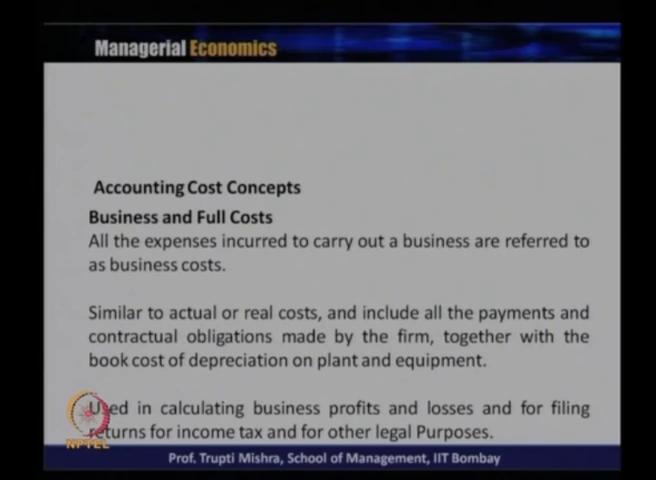 Managerial Economics
Accounting Cost Concepts
Business and Full Costs
All the expenses incurred to carry out a business are referred to
as business costs.
Similar to actual or real costs, and include all the payments and
contractual obligations made by the firm, together with the
book cost of depreciation on plant and equipment.
Used in calculating business profits and losses and for filing
returns for income tax and for other legal Purposes.
NPTEL
Prof. Trupti Mishra, School of Management, IIT Bombay